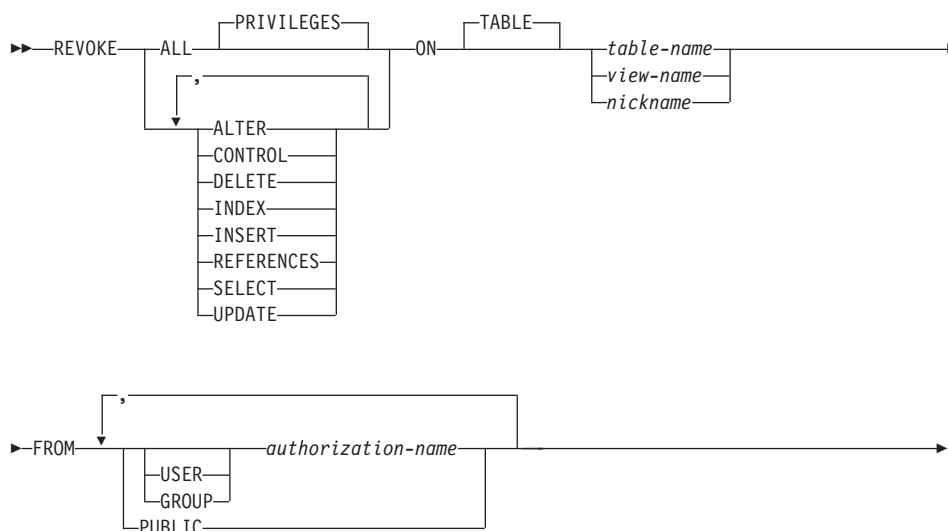 PRIVILEGES TABLE
REVOKE ALL ON table-name
, view-name
nickname
ALTER
CONTROL
DELETE
INDEX
INSERT
REFERENCES
SELECT
UPDATE
,
FROM authorization-name
USER
GROUP
PUBLIC